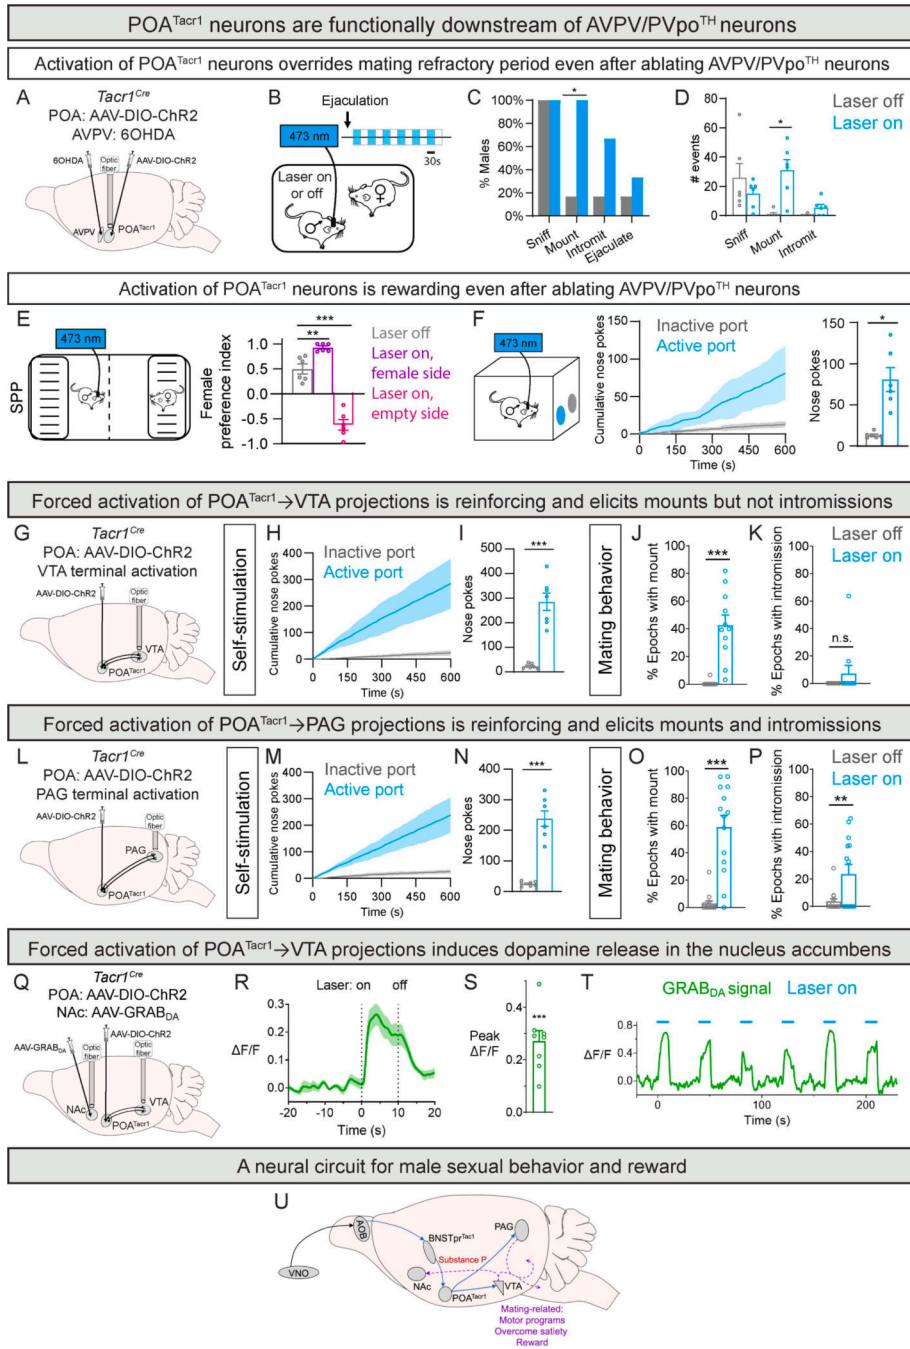 POA^Tacr1 neurons are functionally downstream of AVPV/PVpo^TH neurons
Activation of POA^Tacr1 neurons overrides mating refractory period even after ablating AVPV/PVpo^TH neurons
A
Tacr1^Cre
POA: AAV-DIO-ChR2
AVPV: 6OHDA
6OHDA
Optic fiber
AAV-DIO-ChR2
AVPV
POA^Tacr1
B
Ejaculation
473 nm
30s
Laser on
or off
C
*
% Males
100%
80%
60%
40%
20%
0%
Sniff
Mount
Intromit
Ejaculate
D
Laser off
Laser on
# events
80
60
40
20
0
*
Sniff
Mount
Intromit
Activation of POA^Tacr1 neurons is rewarding even after ablating AVPV/PVpo^TH neurons
E
SPP
473 nm
Female
preference index
1.0
0.5
0.0
-0.5
-1.0
***
**
Laser off
Laser on,
female side
Laser on,
empty side
F
473 nm
Inactive port
Active port
Cumulative nose pokes
150
100
50
0
0 150 300 450 600
Time (s)
Nose pokes
150
100
50
0
*
Forced activation of POA^Tacr1→VTA projections is reinforcing and elicits mounts but not intromissions
G
Tacr1^Cre
POA: AAV-DIO-ChR2
VTA terminal activation
AAV-DIO-ChR2
Optic fiber
VTA
POA^Tacr1
Self-stimulation
H
Inactive port
Active port
Cumulative nose pokes
400
300
200
100
0
150 300 450 600
Time (s)
I
Nose pokes
500
400
300
200
100
0
***
Mating behavior
J
% Epochs with mount
100
80
60
40
20
0
***
K
Laser off
Laser on
% Epochs with intromission
100
80
60
40
20
0
n.s.
Forced activation of POA^Tacr1→PAG projections is reinforcing and elicits mounts and intromissions
L
Tacr1^Cre
POA: AAV-DIO-ChR2
PAG terminal activation
AAV-DIO-ChR2
Optic fiber
PAG
POA^Tacr1
Self-stimulation
M
Inactive port
Active port
Cumulative nose pokes
400
300
200
100
0
150 300 450 600
Time (s)
N
Nose pokes
400
300
200
100
0
***
Mating behavior
O
% Epochs with mount
100
80
60
40
20
0
***
P
Laser off
Laser on
% Epochs with intromission
100
80
60
40
20
0
**
Forced activation of POA^Tacr1→VTA projections induces dopamine release in the nucleus accumbens
Q
Tacr1^Cre
POA: AAV-DIO-ChR2
NAc: AAV-GRAB_DA
AAV-DIO-ChR2
AAV-GRAB_DA
Optic fiber
Optic fiber
NAc
VTA
POA^Tacr1
R
Laser: on off
ΔF/F
0.3
0.2
0.1
0.0
-20 -10 0 10 20
Time (s)
S
Peak
ΔF/F
0.4
0.2
0.0
***
T
GRAB_DA signal Laser on
ΔF/F
0.8
0.4
0.0
0 100 200
Time (s)
A neural circuit for male sexual behavior and reward
U
AOB
VNO
BNSTpr^Tac1
PAG
Substance P
NAc
VTA
POA^Tacr1
Mating-related:
Motor programs
Overcome satiety
Reward